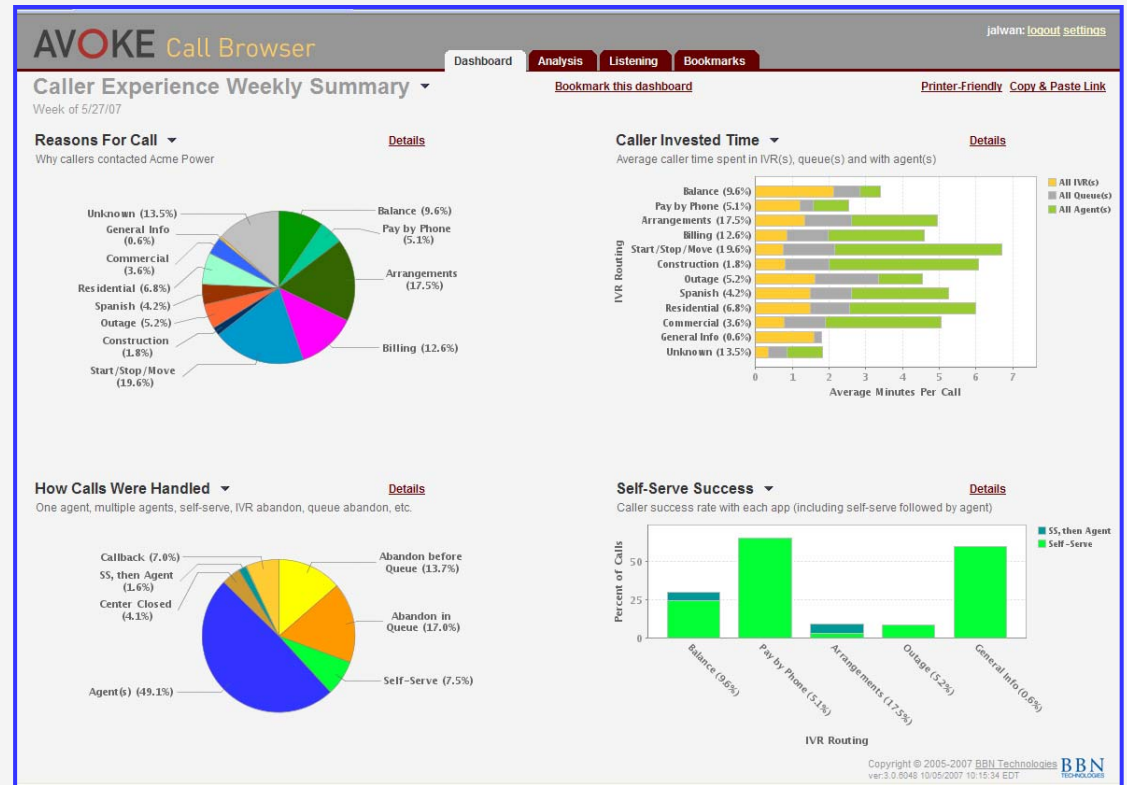 AVOKE Call Browser
jalwan: logout settings
Dashboard Analysis Listening Bookmarks
Caller Experience Weekly Summary
Bookmark this dashboard
Printer-Friendly Copy & Paste Link
Week of 5/27/07
Reasons For Call
Details
Why callers contacted Acme Power
Unknown (13.5%)
General Info
(0.6%)
Commercial
(3.6%)
Residential (6.8%)
Spanish (4.2%)
Outage (5.2%)
Construction
(1.8%)
Start/Stop/Move
(19.6%)
Balance (9.6%)
Pay by Phone
(5.1%)
Arrangements
(17.5%)
Billing (12.6%)
Caller Invested Time
Details
Average caller time spent in IVR(s), queue(s) and with agent(s)
IVR Routing
Balance (9.6%)
Pay by Phone (5.1%)
Arrangements (17.5%)
Billing (12.6%)
Start/Stop/Move (19.6%)
Construction (1.8%)
Outage (5.2%)
Spanish (4.2%)
Residential (6.8%)
Commercial (3.6%)
General Info (0.6%)
Unknown (13.5%)
0 1 2 3 4 5 6 7
Average Minutes Per Call
All IVR(s)
All Queue(s)
All Agent(s)
How Calls Were Handled
Details
One agent, multiple agents, self-serve, IVR abandon, queue abandon, etc.
Callback (7.0%)
SS, then Agent
(1.6%)
Center Closed
(4.1%)
Agent(s) (49.1%)
Abandon before
Queue (13.7%)
Abandon in
Queue (17.0%)
Self-Serve (7.5%)
Self-Serve Success
Details
Caller success rate with each app (including self-serve followed by agent)
Percent of Calls
50
25
0
Balance (9.6%)
Pay by Phone (5.1%)
Arrangements (17.5%)
Outage (5.2%)
General Info (0.6%)
IVR Routing
SS, then Agent
Self-Serve
Copyright © 2005-2007 BBN Technologies
ver:3.0.6048 10/05/2007 10:15:34 EDT
BBN
TECHNOLOGIES